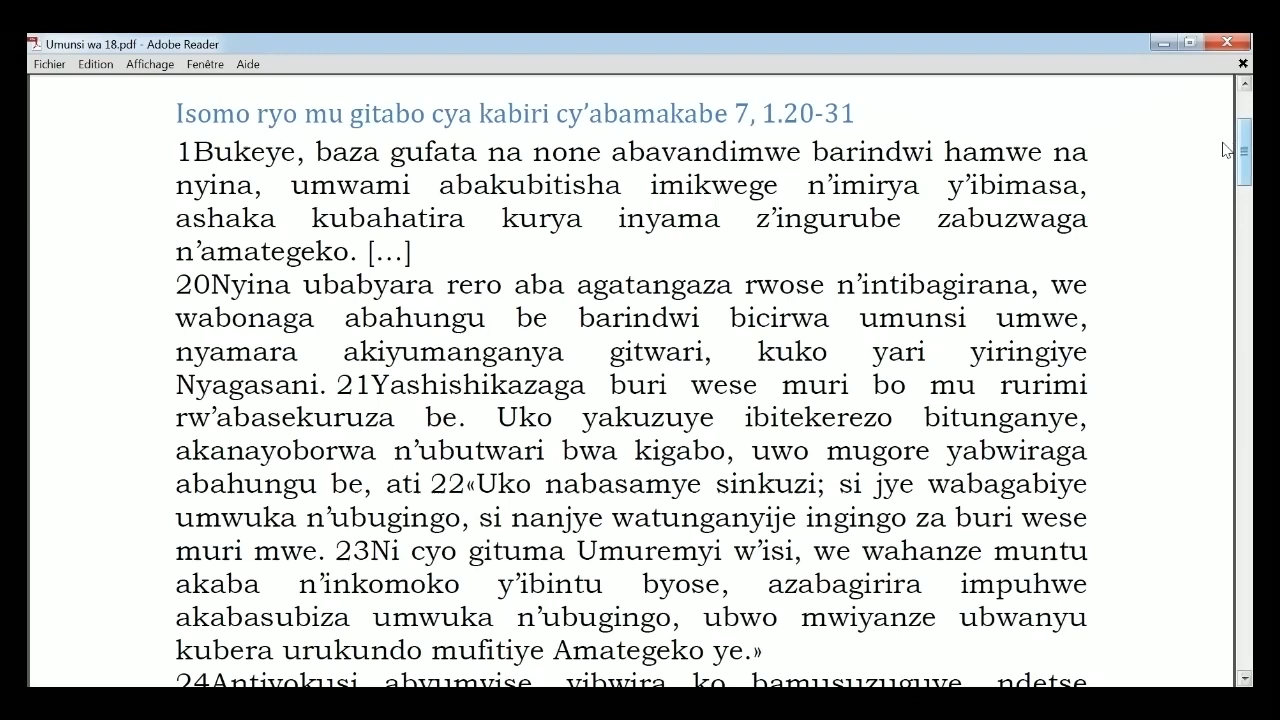 Umunsi wa 18.pdf - Adobe Reader
Fichier Edition Affichage Fenêtre Aide
Isomo ryo mu gitabo cya kabiri cy’abamakabe 7, 1.20-31
1Bukeye, baza gufata na none abavandimwe barindwi hamwe na
nyina, umwami abakubitisha imikwege n’imirya y’ibimasa,
ashaka kubahatira kurya inyama z’ingurube zabuzwaga
n’amategeko. [...]
20Nyina ubabyara rero aba agatangaza rwose n’intibagirana, we
wabonaga abahungu be barindwi bicirwa umunsi umwe,
nyamara akiyumanganya gitwari, kuko yari yiringiye
Nyagasani. 21Yashishikazaga buri wese muri bo mu rurimi
rw’abasekuruza be. Uko yakuzuye ibitekerezo bitunganye,
akanayoborwa n’ubutwari bwa kigabo, uwo mugore yabwiraga
abahungu be, ati 22«Uko nabasamye sinkuzi; si jye wabagabiye
umwuka n’ubugingo, si nanjye watunganyije ingingo za buri wese
muri mwe. 23Ni cyo gituma Umuremyi w’isi, we wahanze muntu
akaba n’inkomoko y’ibintu byose, azabagirira impuhwe
akabasubiza umwuka n’ubugingo, ubwo mwiyanze ubwanyu
kubera urukundo mufitiye Amategeko ye.»
24Antiyokusi abyumvise, yibwira ko bamusuzuguye, ndetse